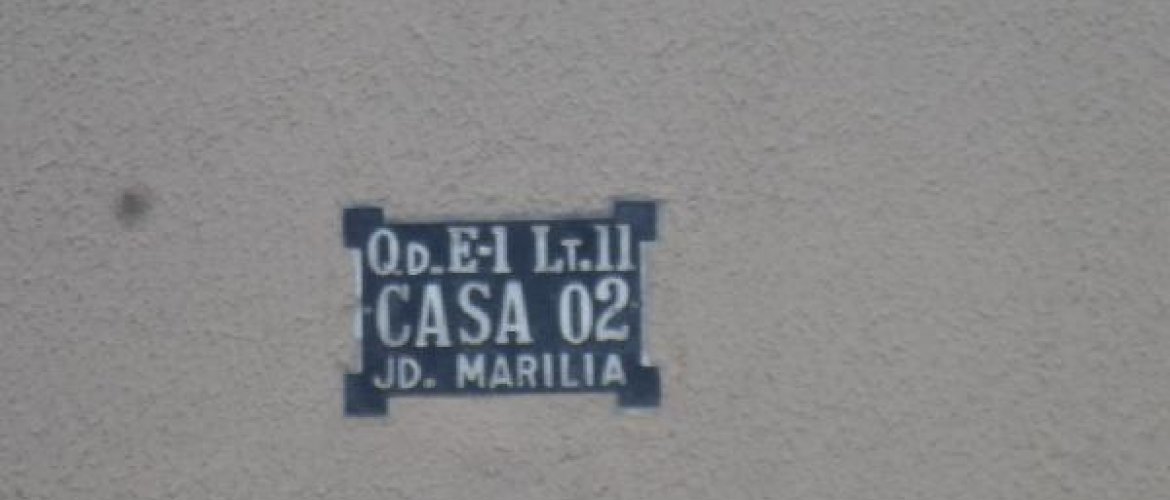 QD. E-1 LT. 11
CASA 02
JD. MARILIA